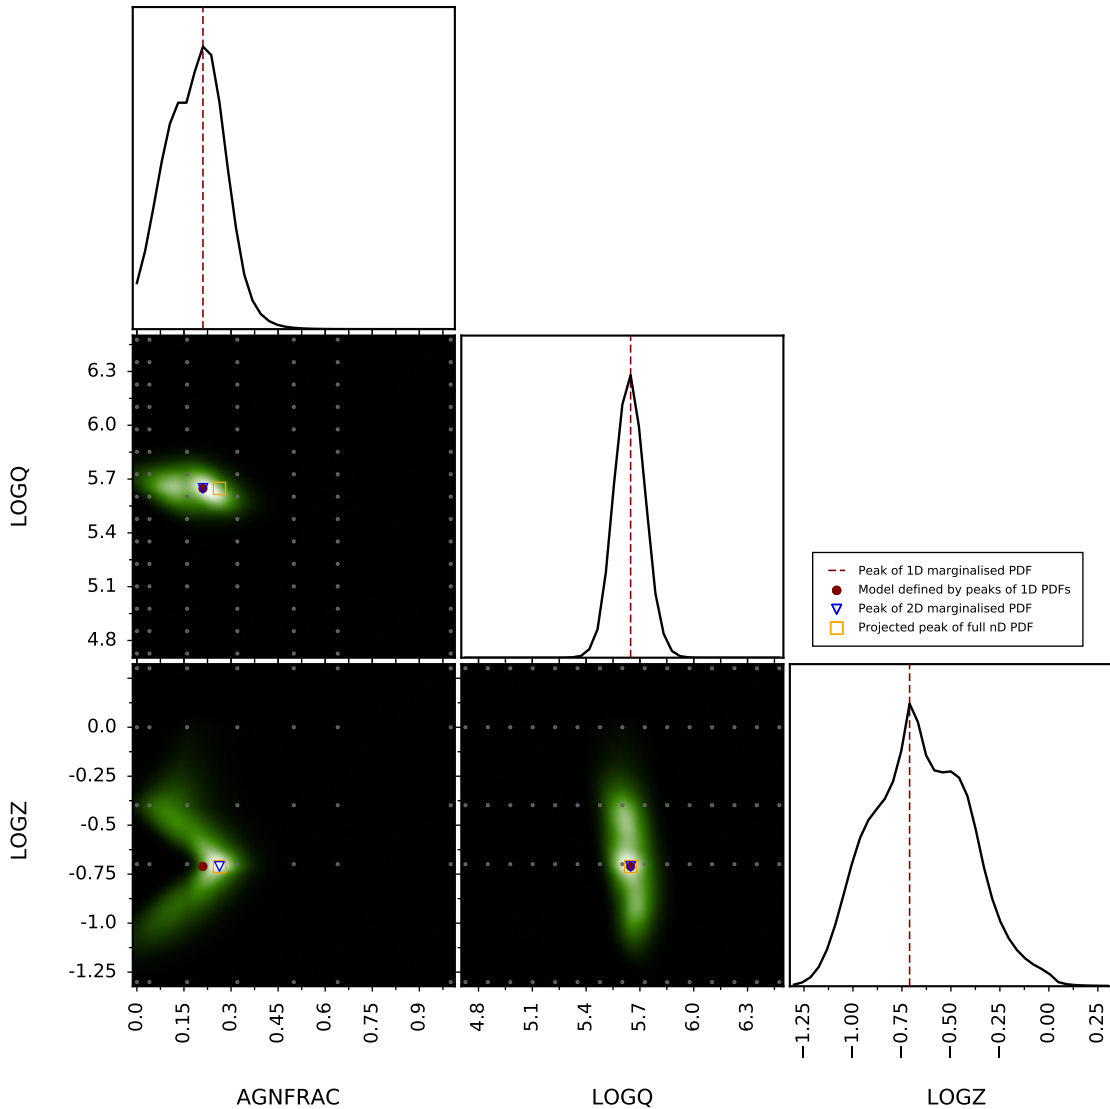 LOGQ
6.3
6.0
5.7
5.4
5.1
4.8
Peak of 1D marginalised PDF
Model defined by peaks of 1D PDFs
Peak of 2D marginalised PDF
Projected peak of full nD PDF
LOGZ
0.0
-0.25
-0.5
-0.75
-1.0
-1.25
0.0 0.15 0.3 0.45 0.6 0.75 0.9
4.8 5.1 5.4 5.7 6.0 6.3
−1.25 −1.00 −0.75 −0.50 −0.25 0.00 0.25
AGNFRAC
LOGQ
LOGZ